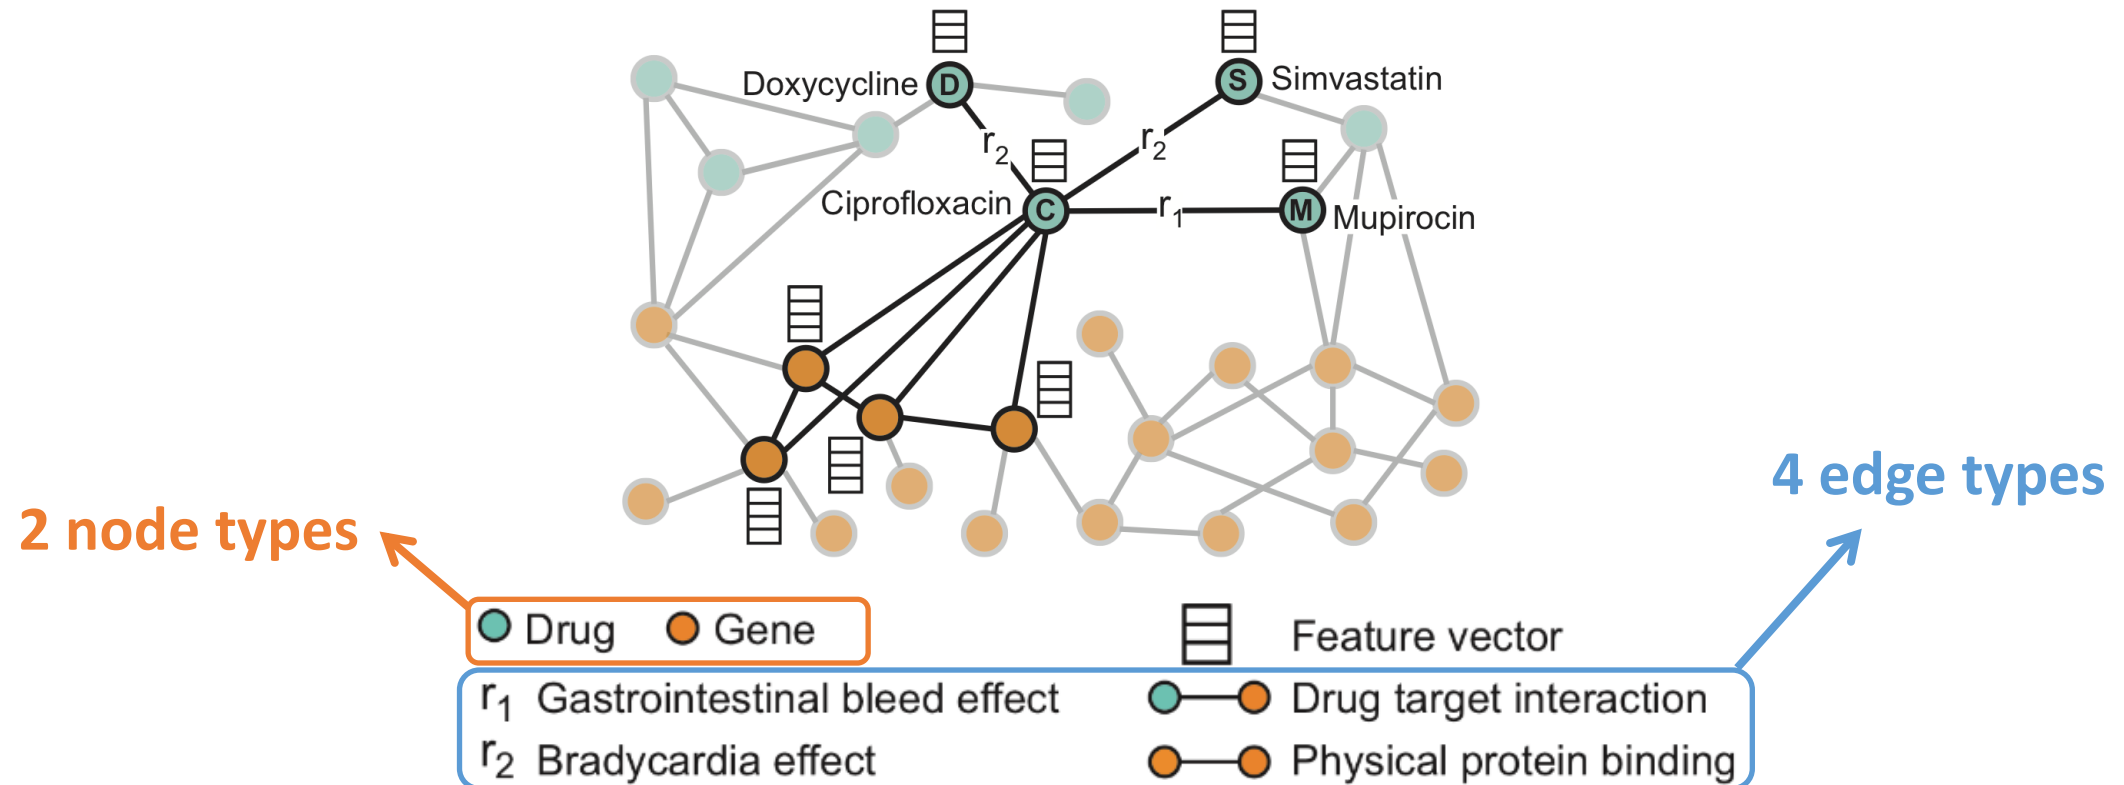 Doxycycline D
S Simvastatin
r2
r2
Ciprofloxacin C
r1
M Mupirocin
4 edge types
2 node types
Drug
Gene
Feature vector
r1 Gastrointestinal bleed effect
Drug target interaction
r2 Bradycardia effect
Physical protein binding